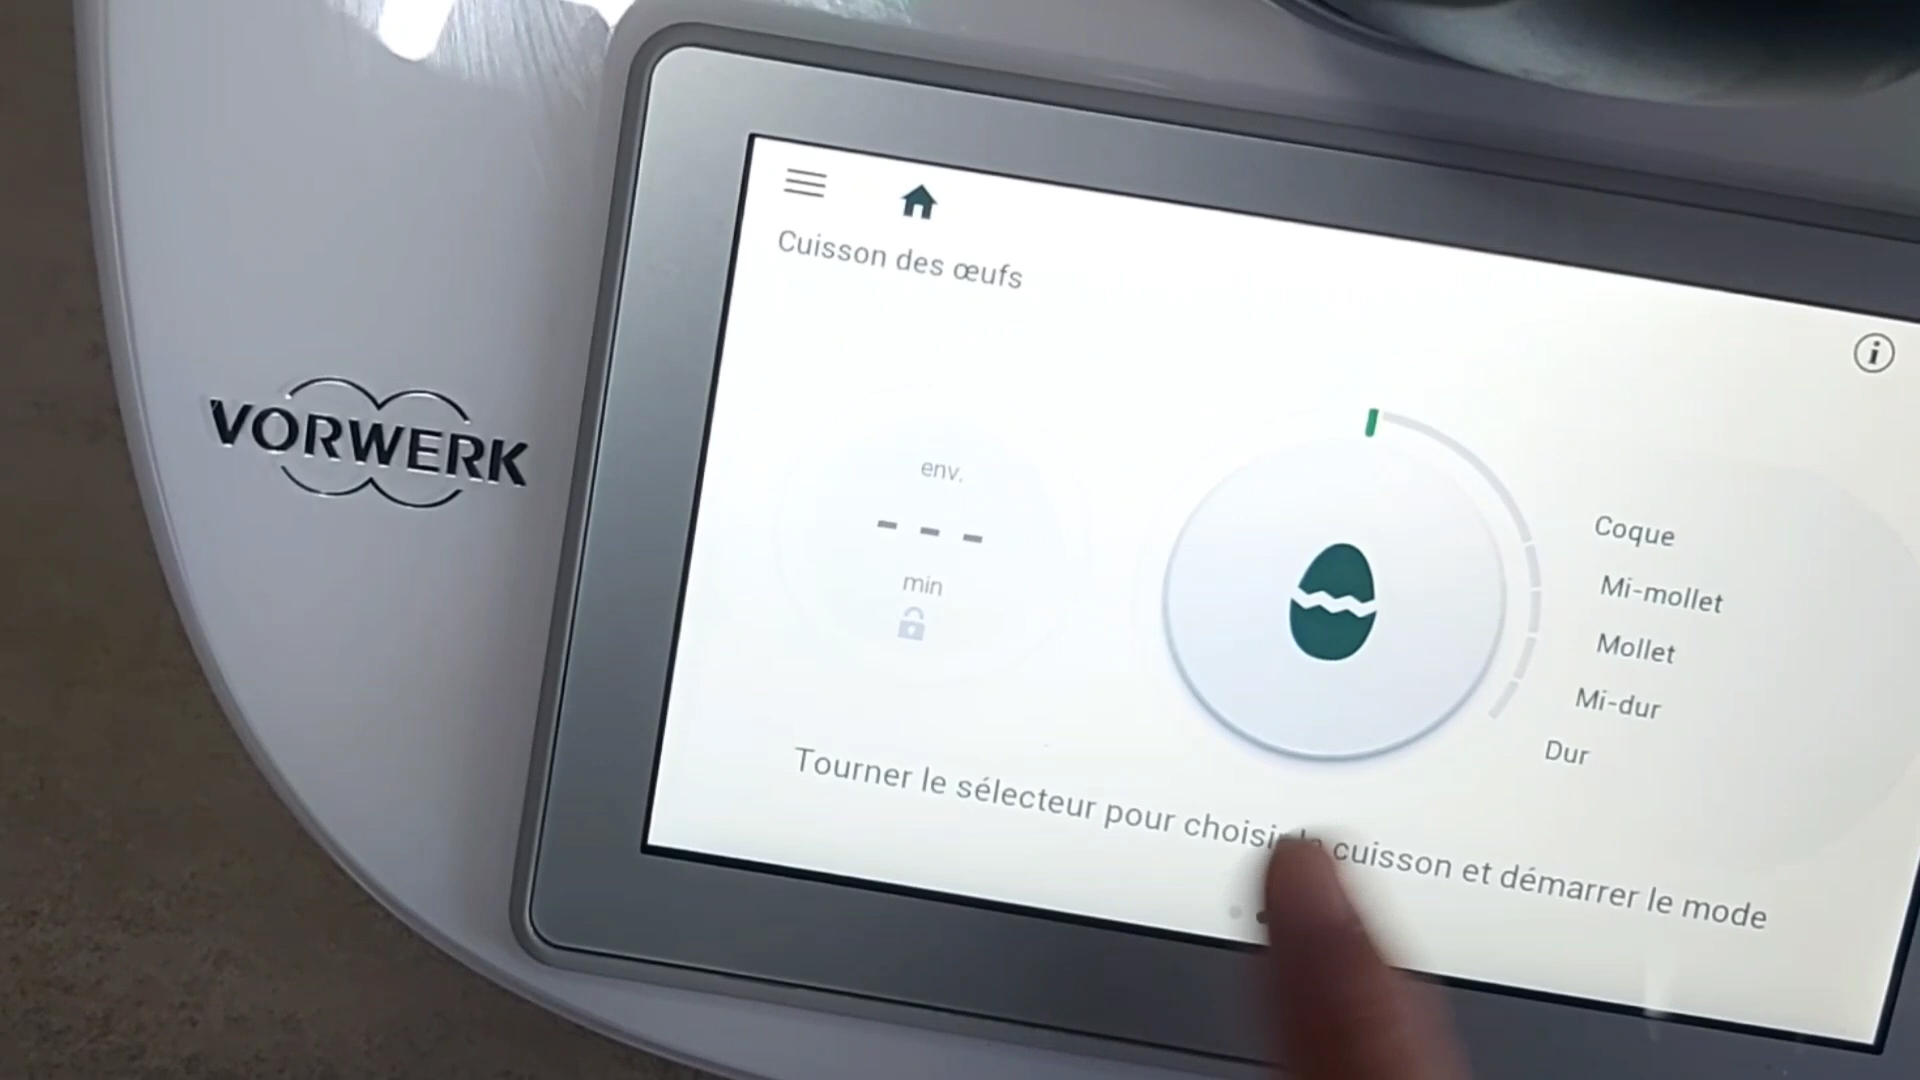 VORWERK
Cuisson des œufs
i
env.
- - -
min
Coque
Mi-mollet
Mollet
Mi-dur
Dur
Tourner le sélecteur pour choisir cuisson et démarrer le mode